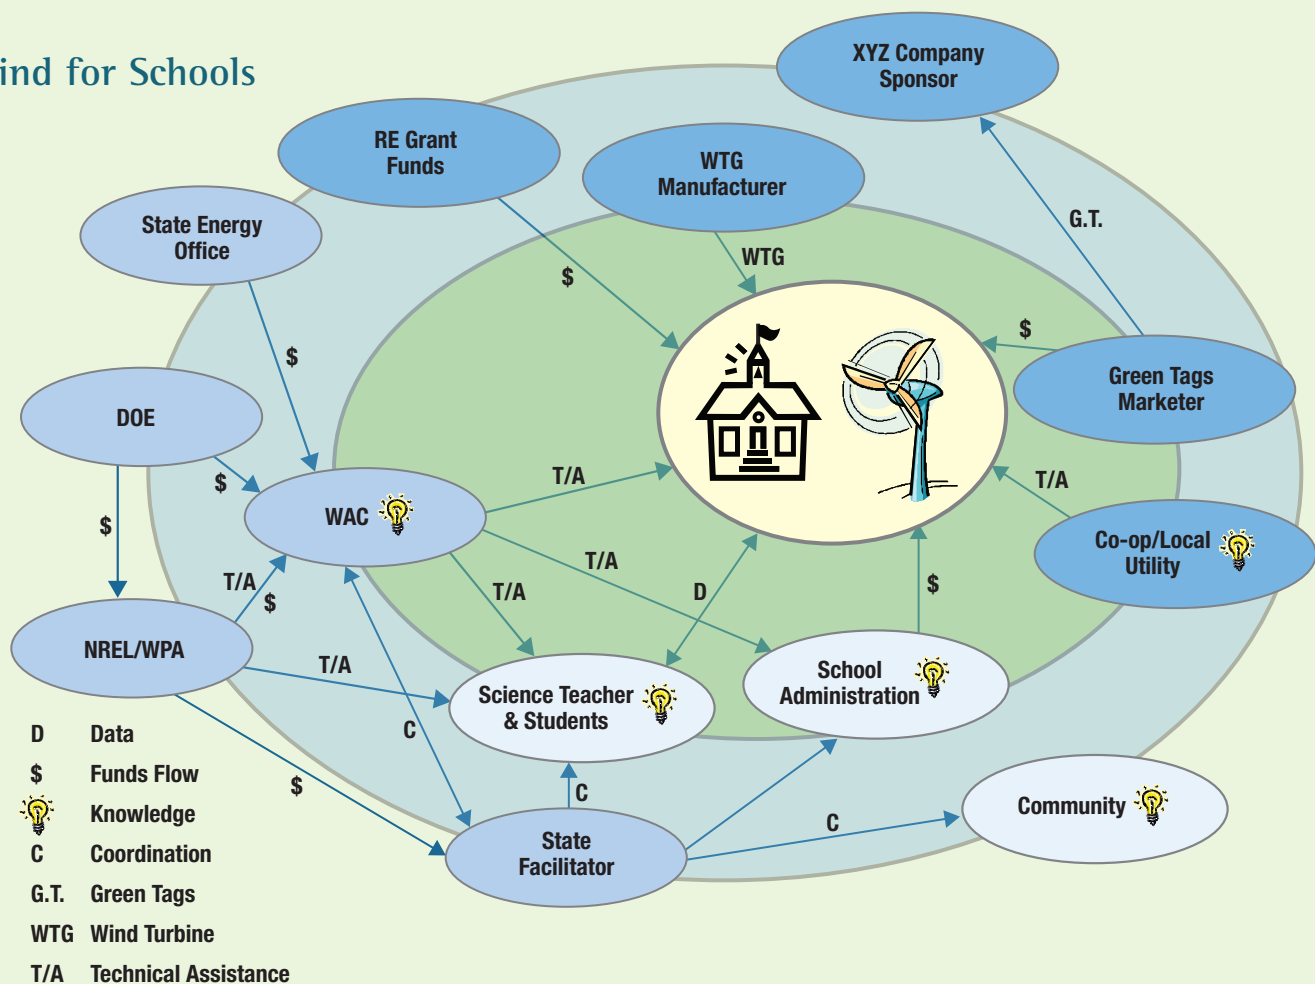 ind for Schools
XYZ Company
Sponsor
RE Grant
Funds
WTG
Manufacturer
State Energy
Office
G.T.
WTG
$
$
$
Green Tags
Marketer
DOE
$
T/A
T/A
WAC
$
Co-op/Local
Utility
T/A
T/A
$
T/A
D
$
NREL/WPA
T/A
School
Administration
Science Teacher
& Students
C
D Data
$ Funds Flow
$
Knowledge
C
Community
C
C Coordination
State
Facilitator
G.T. Green Tags
WTG Wind Turbine
T/A Technical Assistance